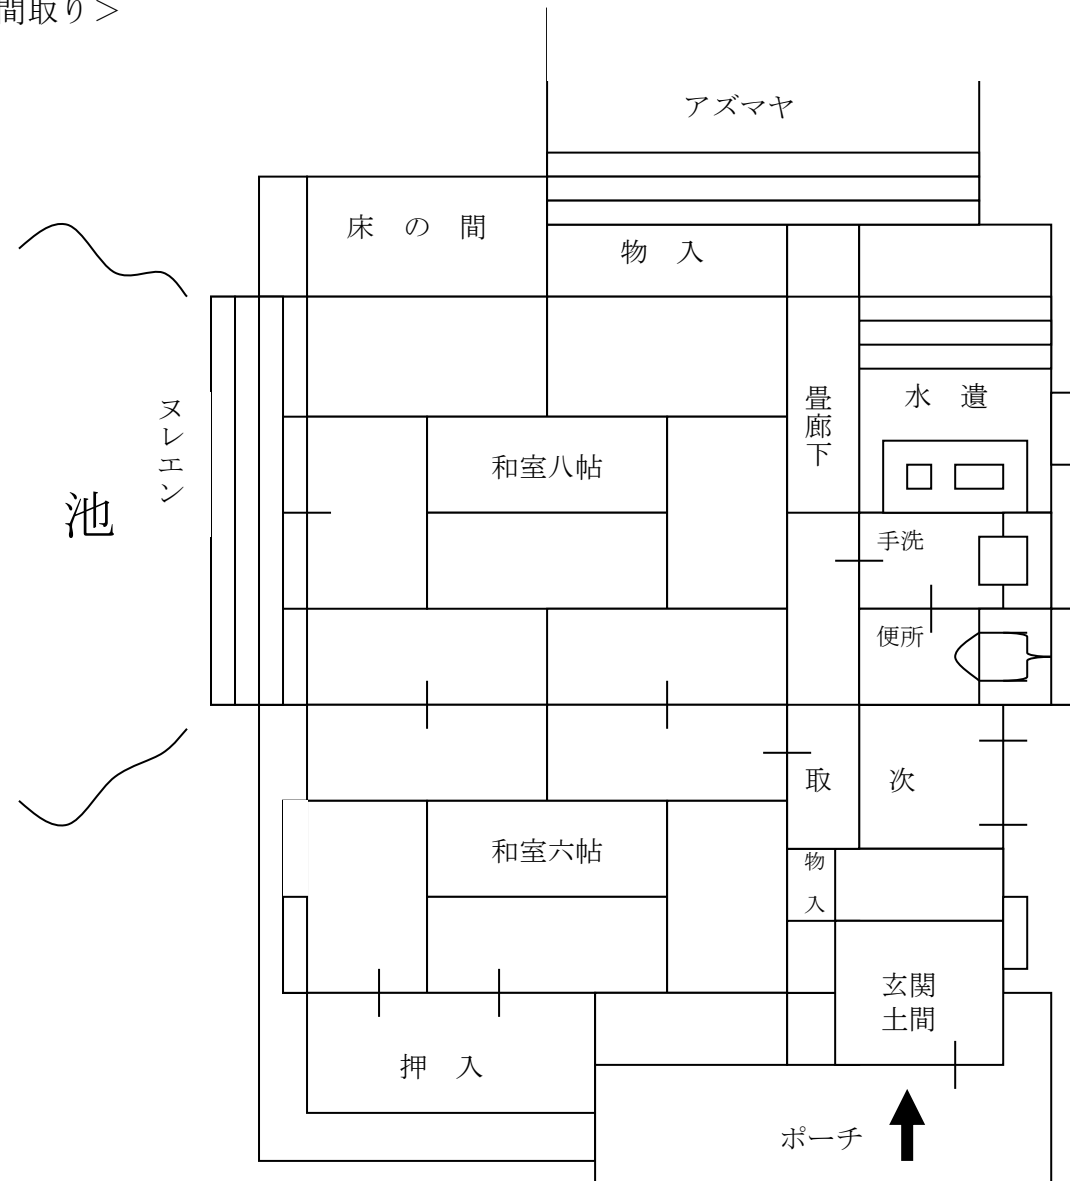 間取り＞
アズマヤ
床 の 間
物 入
ヌレエン
池
畳廊下
水 遺
和室八帖
手洗
便所
取 次
和室六帖
物入
玄関
土間
押 入
ポーチ